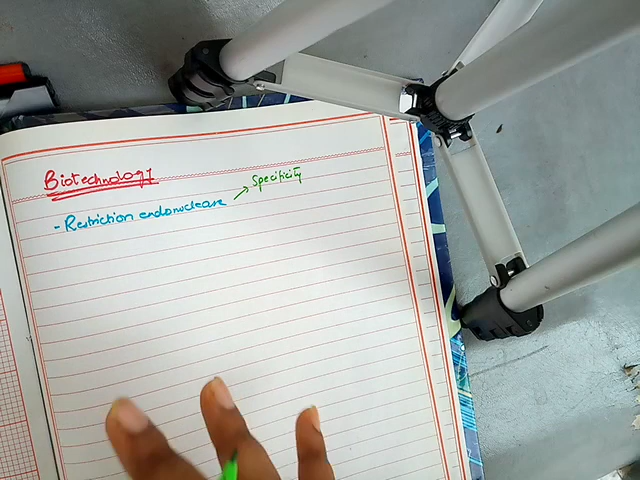 Biotechnology
- Restriction endonuclease → Specificity